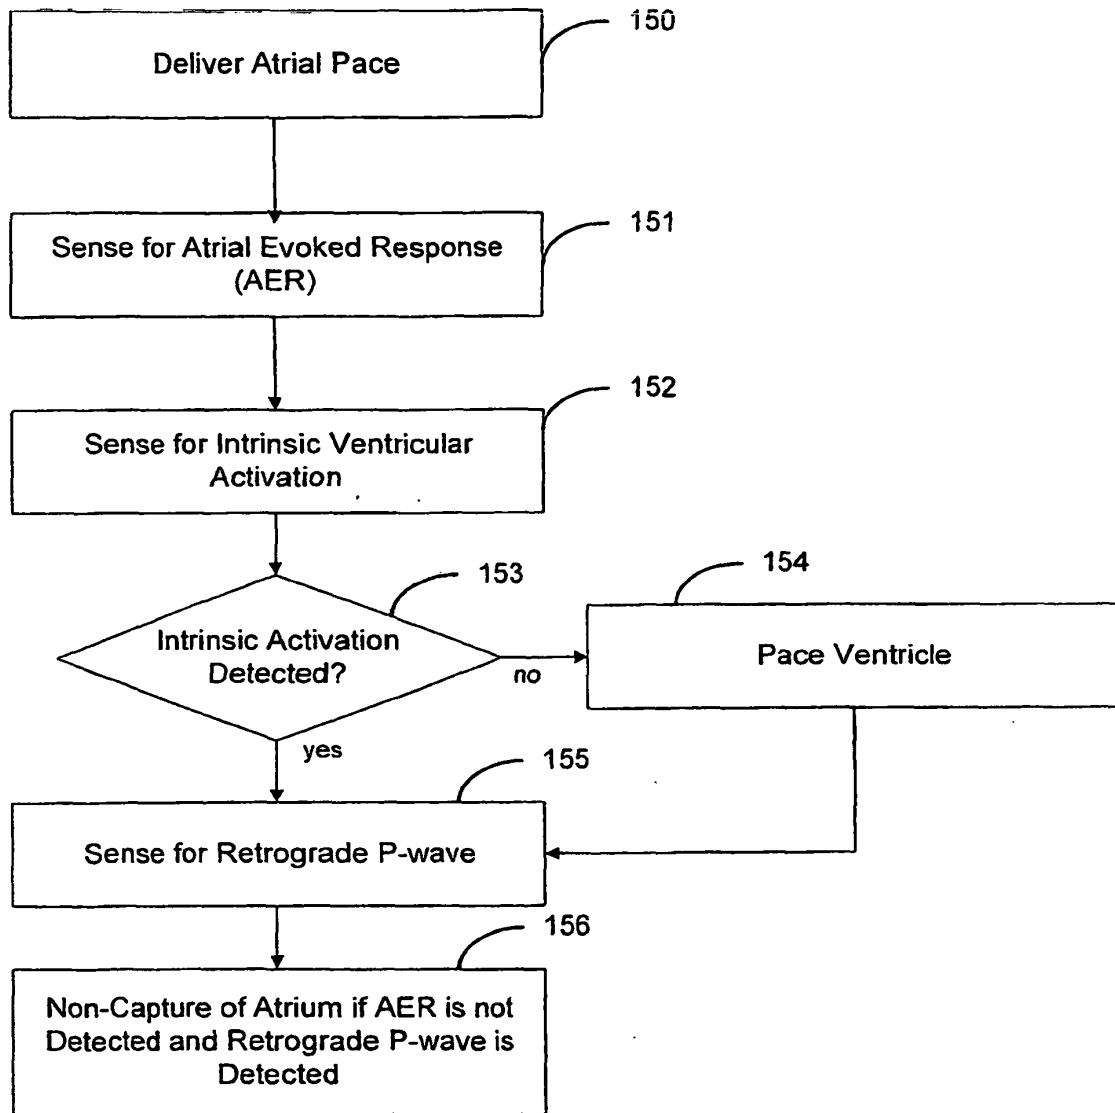 150
Deliver Atrial Pace
151
Sense for Atrial Evoked Response
(AER)
152
Sense for Intrinsic Ventricular
Activation
153
Intrinsic Activation
Detected?
no
154
Pace Ventricle
yes
155
Sense for Retrograde P-wave
156
Non-Capture of Atrium if AER is not
Detected and Retrograde P-wave is
Detected